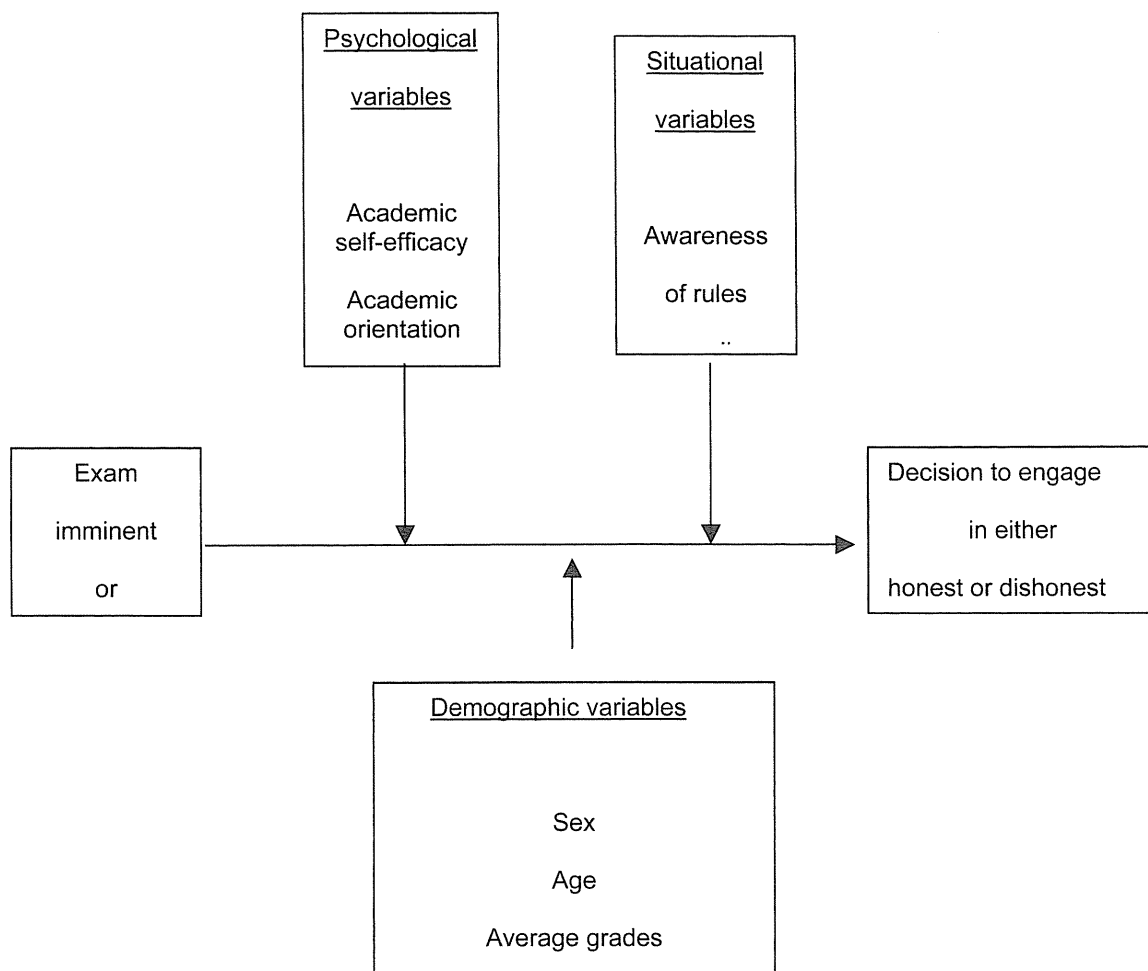 Psychological
variables
Academic
self-efficacy
Academic
orientation
Situational
variables
Awareness
of rules
..
Exam
imminent
or
Decision to engage
in either
honest or dishonest
Demographic variables
Sex
Age
Average grades